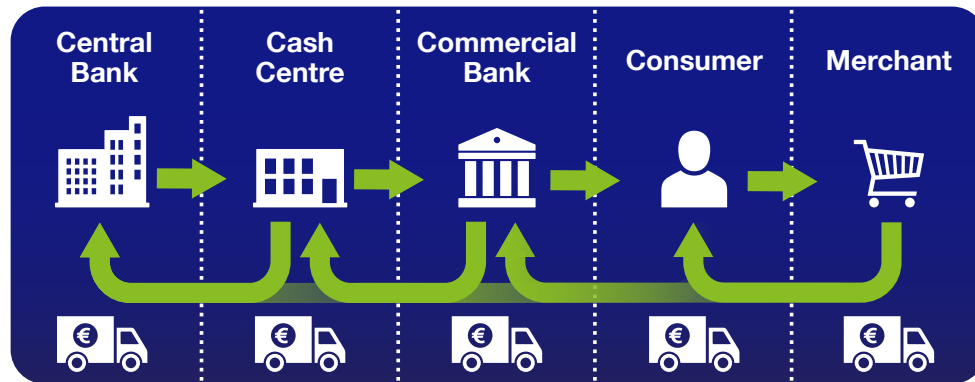 Central
Bank
Cash
Centre
Commercial
Bank
Consumer
Merchant
€
€
€
€
€